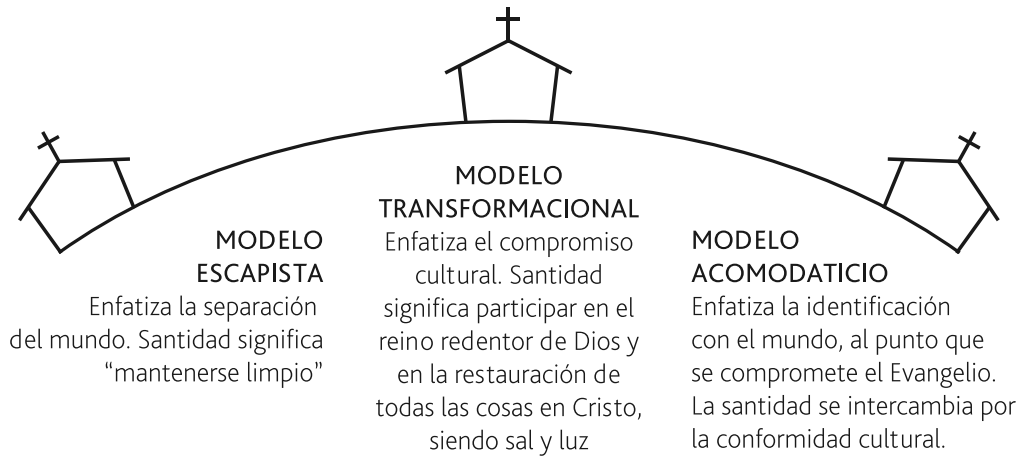 MODELO
ESCAPISTA
Enfatiza la separación
del mundo. Santidad significa
“mantenerse limpio”
MODELO
TRANSFORMACIONAL
Enfatiza el compromiso
cultural. Santidad
significa participar en el
reino redentor de Dios y
en la restauración de
todas las cosas en Cristo,
siendo sal y luz
MODELO
ACOMODATICIO
Enfatiza la identificación
con el mundo, al punto que
se compromete el Evangelio.
La santidad se intercambia por
la conformidad cultural.